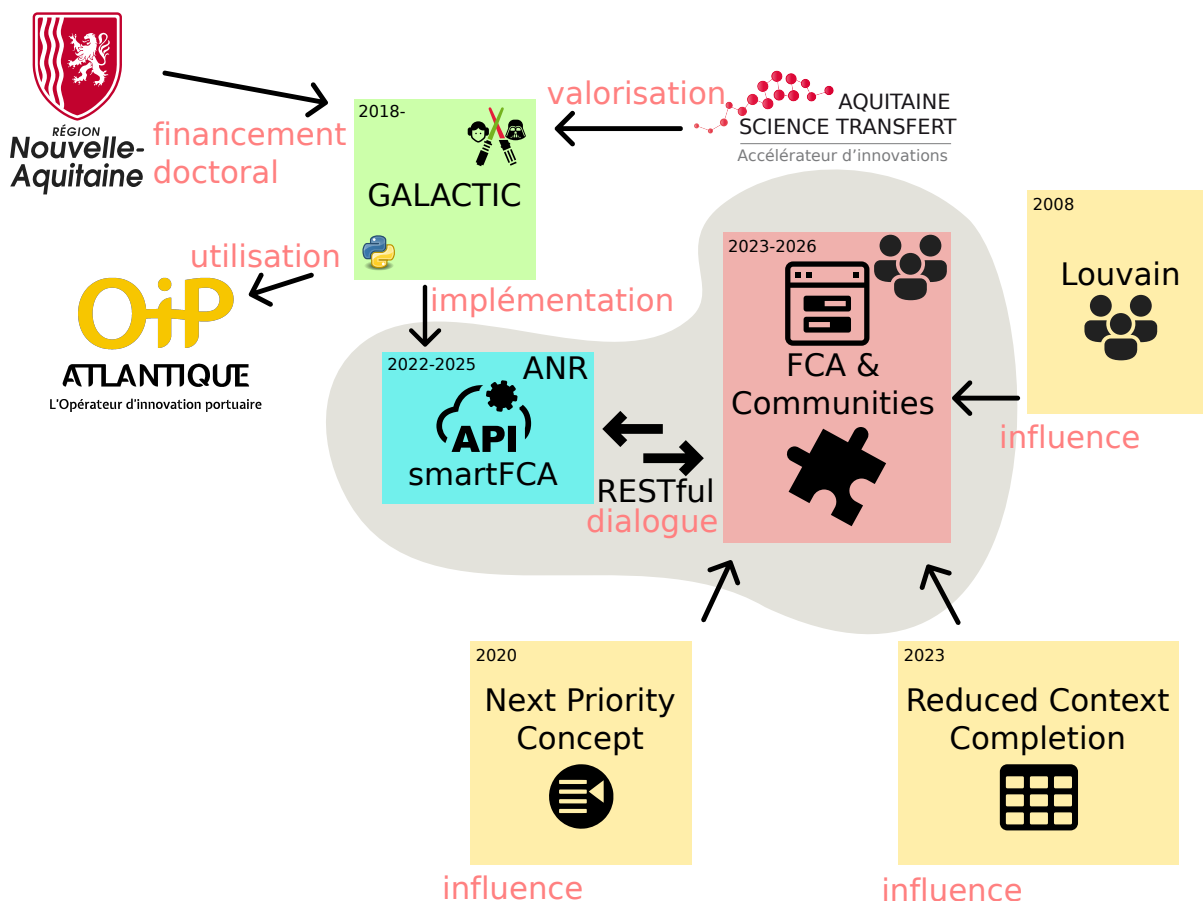 RÉGION
Nouvelle-
Aquitaine
financement
doctoral
2018-
GALACTIC
valorisation
AQUITAINE
SCIENCE TRANSFERT
Accélérateur d'innovations
utilisation
OiP
ATLANTIQUE
L'Opérateur d'innovation portuaire
implémentation
2022-2025
ANR
API
smartFCA
RESTful
dialogue
2023-2026
FCA &
Communities
2008
Louvain
influence
2020
Next Priority
Concept
influence
2023
Reduced Context
Completion
influence